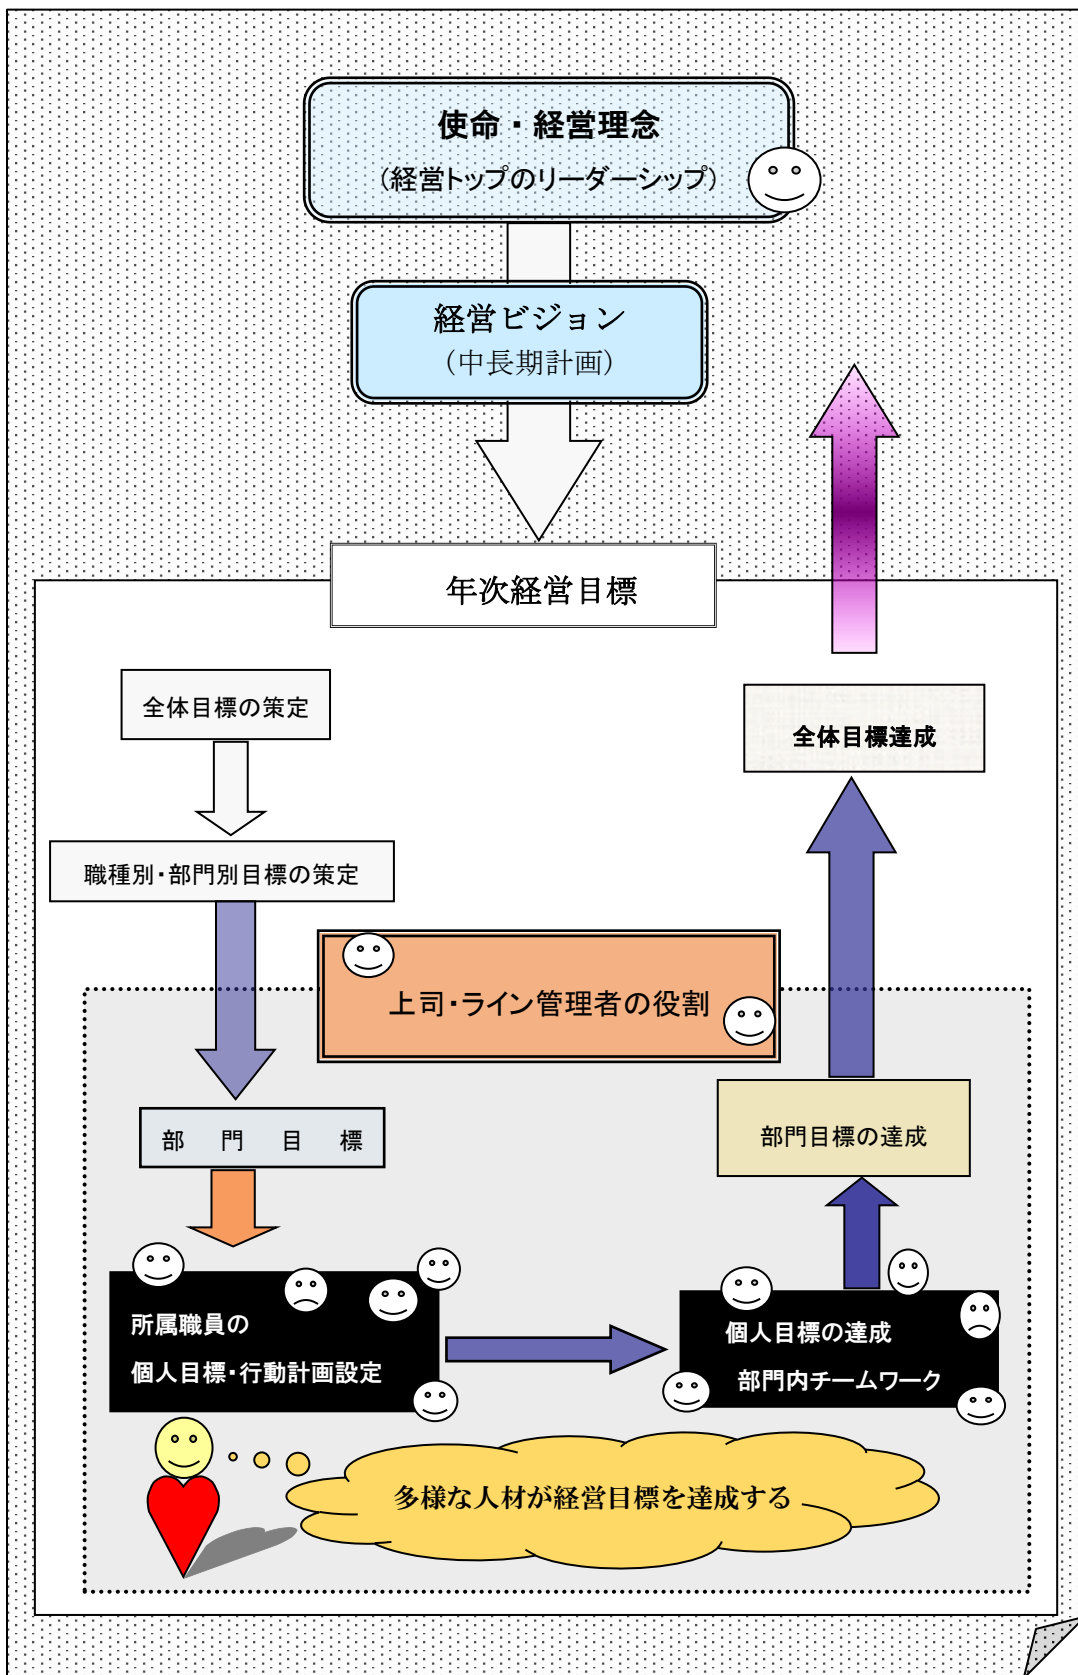 使命・経営理念
（経営トップのリーダーシップ）
経営ビジョン
（中長期計画）
年次経営目標
全体目標の策定
全体目標達成
職種別・部門別目標の策定
上司・ライン管理者の役割
部　門　目　標
部門目標の達成
所属職員の
個人目標・行動計画設定
個人目標の達成
部門内チームワーク
多様な人材が経営目標を達成する